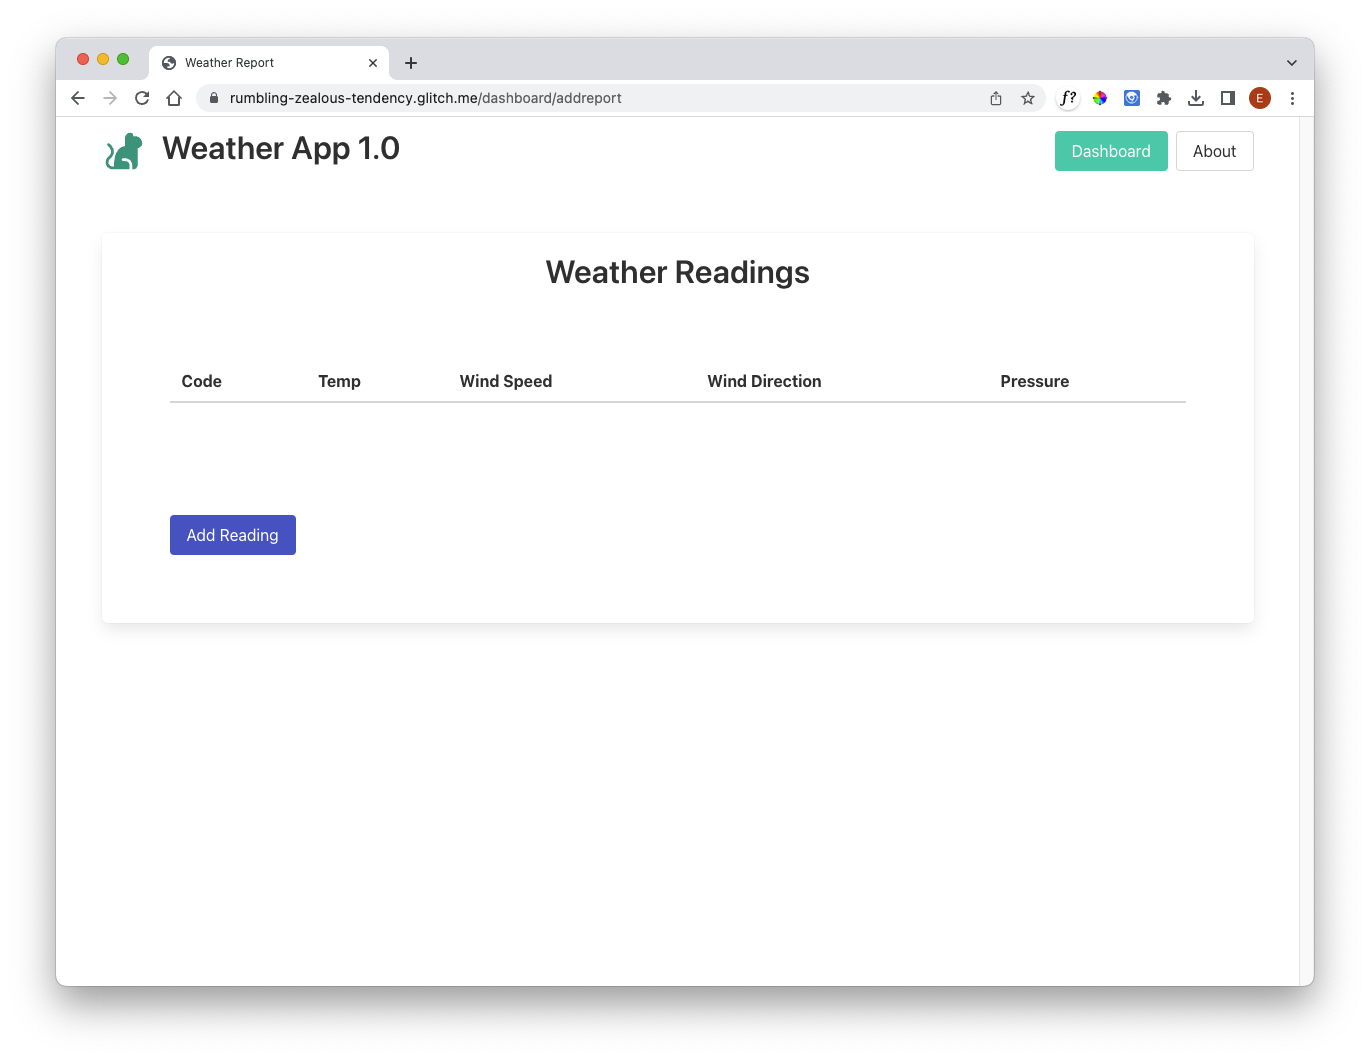 Weather Report
rumbling-zealous-tendency.glitch.me/dashboard/addreport
f?
E
Weather App 1.0
Dashboard
About
Weather Readings
Code Temp Wind Speed Wind Direction Pressure
Add Reading